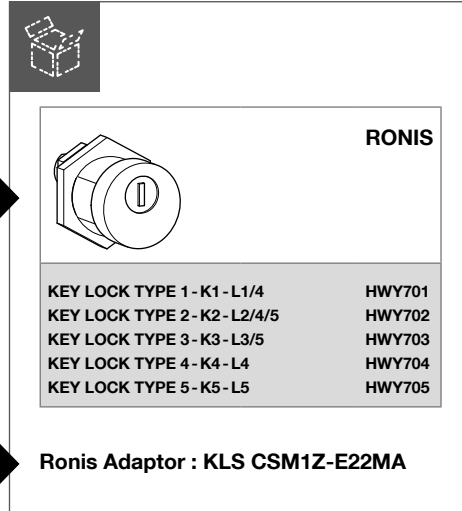 RONIS
KEY LOCK TYPE 1 - K1 - L1/4 HWY701
KEY LOCK TYPE 2 - K2 - L2/4/5 HWY702
KEY LOCK TYPE 3 - K3 - L3/5 HWY703
KEY LOCK TYPE 4 - K4 - L4 HWY704
KEY LOCK TYPE 5 - K5 - L5 HWY705
Ronis Adaptor : KLS CSM1Z-E22MA